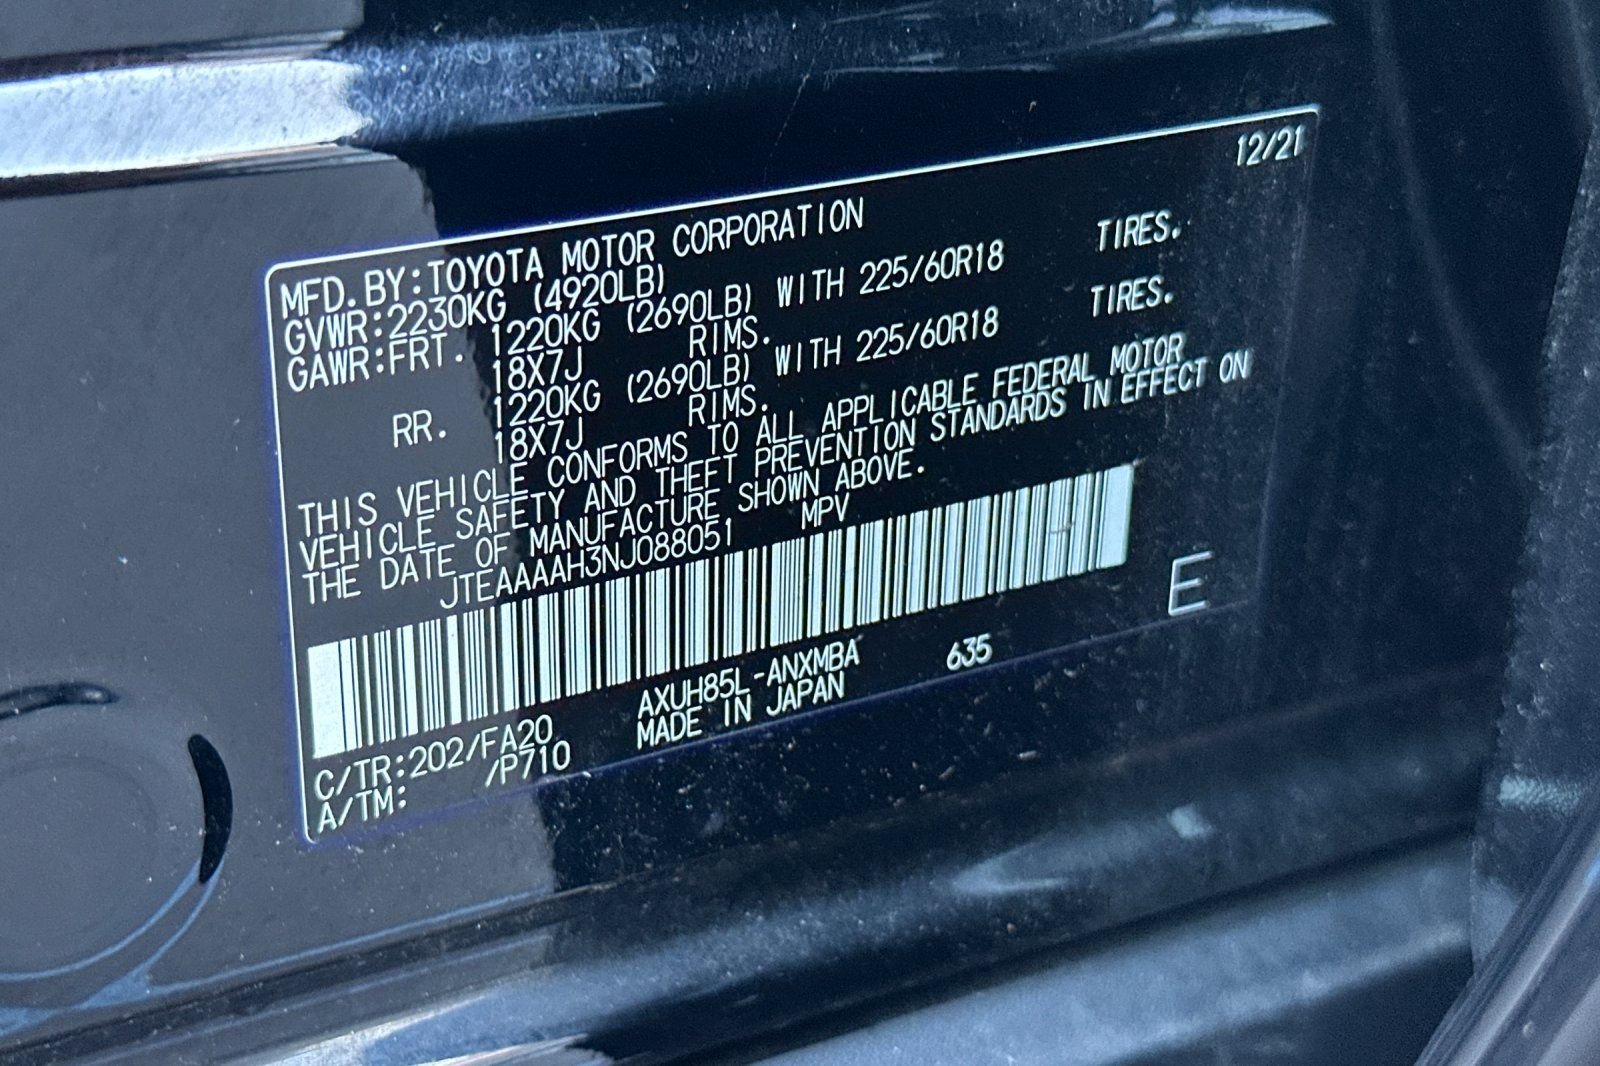 12/21
MFD.BY:TOYOTA MOTOR CORPORATION
GVWR:2230KG (4920LB)
GAWR:FRT. 1220KG (2690LB) WITH 225/60R18 TIRES.
18X7J RIMS.
RR. 1220KG (2690LB) WITH 225/60R18 TIRES.
18X7J RIMS.
THIS VEHICLE CONFORMS TO ALL APPLICABLE FEDERAL MOTOR
VEHICLE SAFETY AND THEFT PREVENTION STANDARDS IN EFFECT ON
THE DATE OF MANUFACTURE SHOWN ABOVE.
JTEAAAAH3NJ088051 MPV
E
C/TR:202/FA20 AXUH85L-ANXMBA 635
A/TM: /P710 MADE IN JAPAN